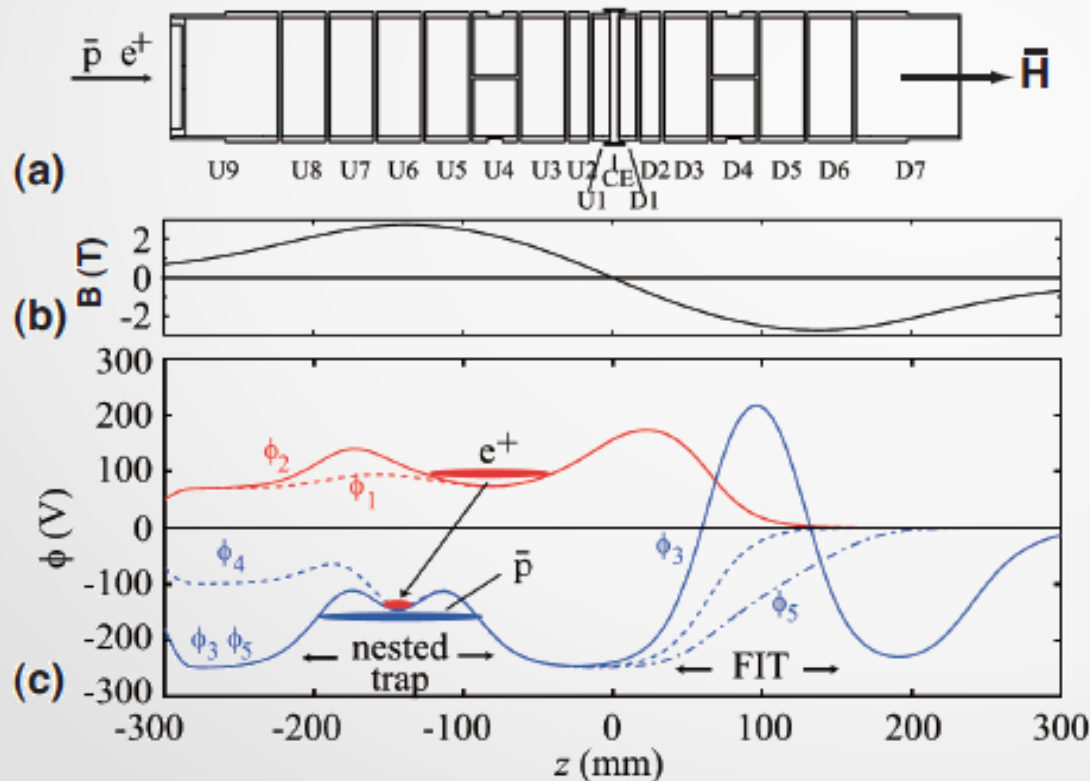 p̄ e⁺
H̄
(a)
U9 U8 U7 U6 U5 U4 U3 U2 CE D2 D3 D4 D5 D6 D7
U1 D1
B (T)
2
0
-2
(b)
300
200
100
0
-100
-200
-300
ϕ (V)
ϕ₂
ϕ₁
e⁺
ϕ₄
p̄
ϕ₃
ϕ₅
ϕ₃ ϕ₅
nested
trap
FIT
(c)
-300 -200 -100 0 100 200 300
z (mm)